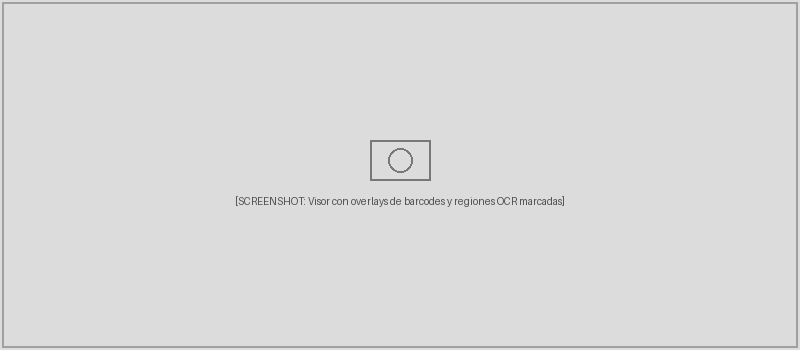 [SCREENSHOT: Visor con overlays de barcodes y regiones OCR marcadas]